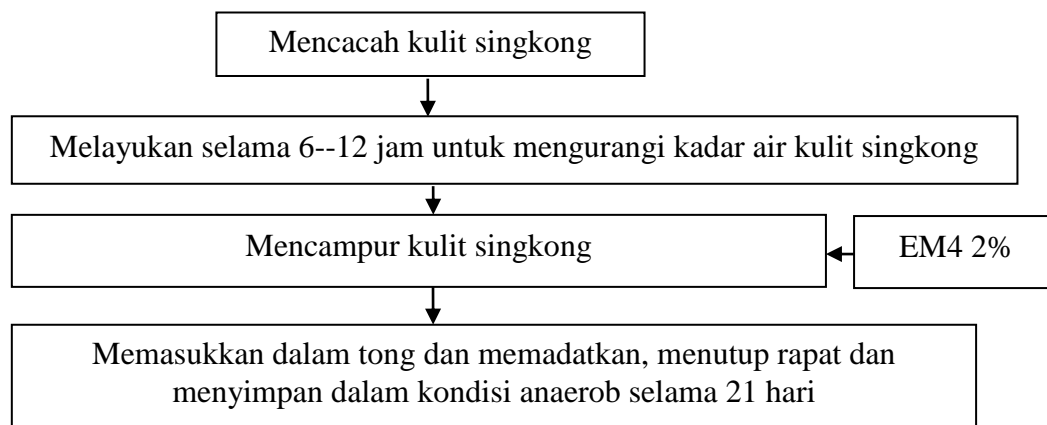 Mencacah kulit singkong
Melayukan selama 6--12 jam untuk mengurangi kadar air kulit singkong
Mencampur kulit singkong
EM4 2%
Memasukkan dalam tong dan memadatkan, menutup rapat dan
menyimpan dalam kondisi anaerob selama 21 hari